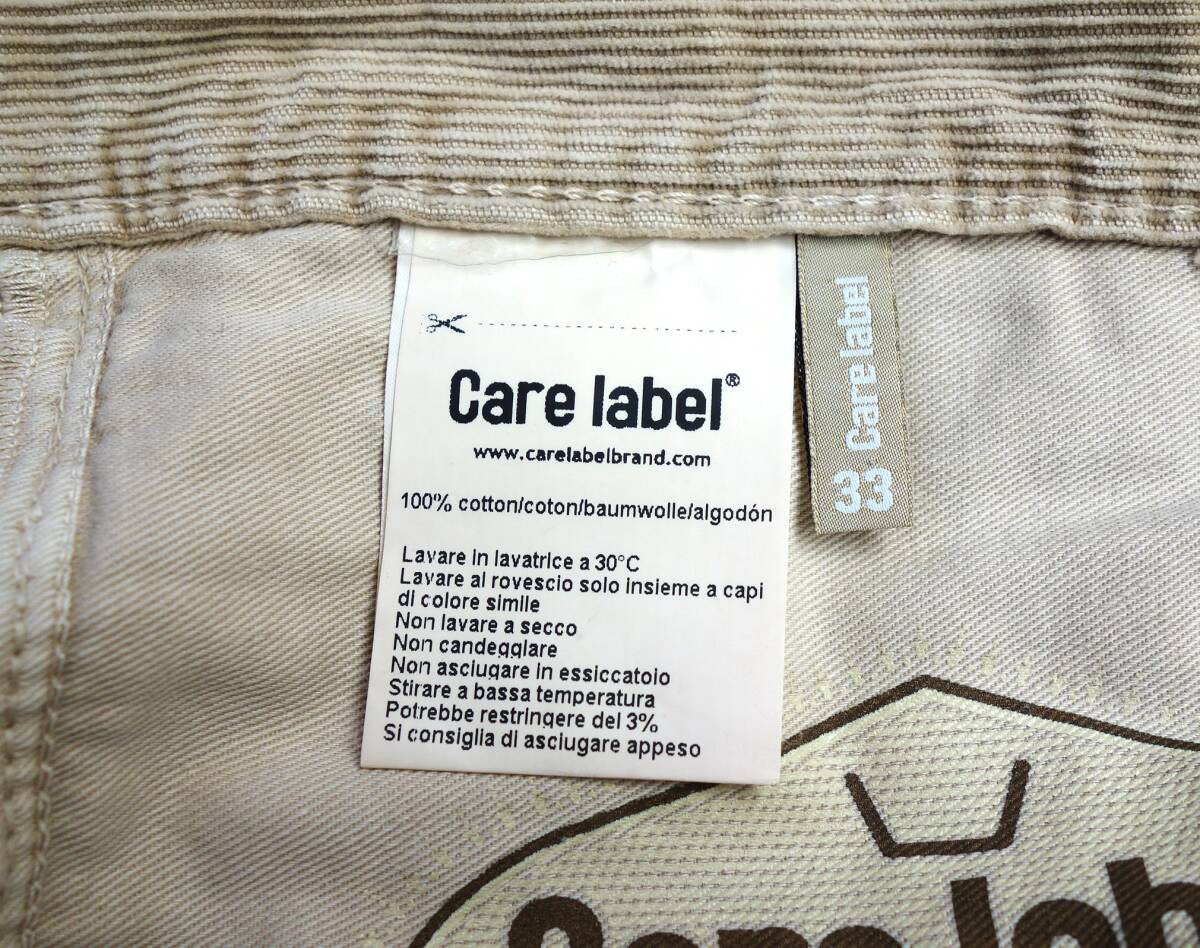 Care label®
www.carelabelbrand.com
100% cotton/coton/baumwolle/algodón
Lavare in lavatrice a 30°C
Lavare al rovescio solo insieme a capi
di colore simile
Non lavare a secco
Non candeggiare
Non asciugare in essiccatoio
Stirare a bassa temperatura
Potrebbe restringere del 3%
Si consiglia di asciugare appeso
Care label
33
Care lab